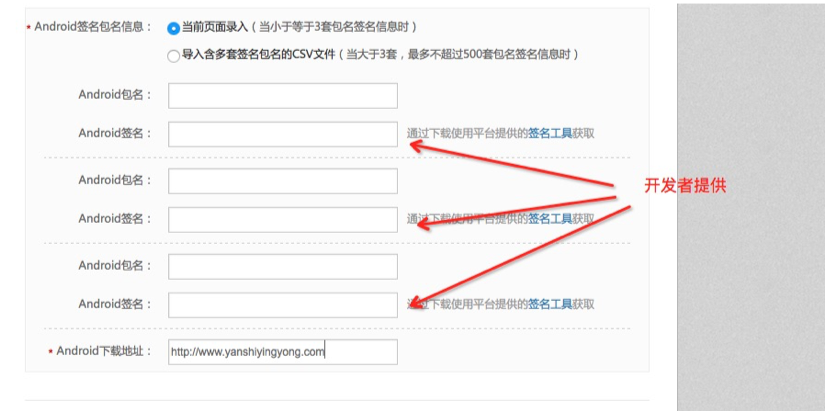 * Android签名包名信息： 当前页面录入（当小于等于3套包名签名信息时）
导入含多套签名包名的CSV文件（当大于3套，最多不超过500套包名签名信息时）
Android包名：
Android签名： 通过下载使用平台提供的签名工具获取
Android包名：
开发者提供
Android签名： 通过下载使用平台提供的签名工具获取
Android包名：
Android签名： 通过下载使用平台提供的签名工具获取
* Android下载地址： http://www.yanshiyingyong.com